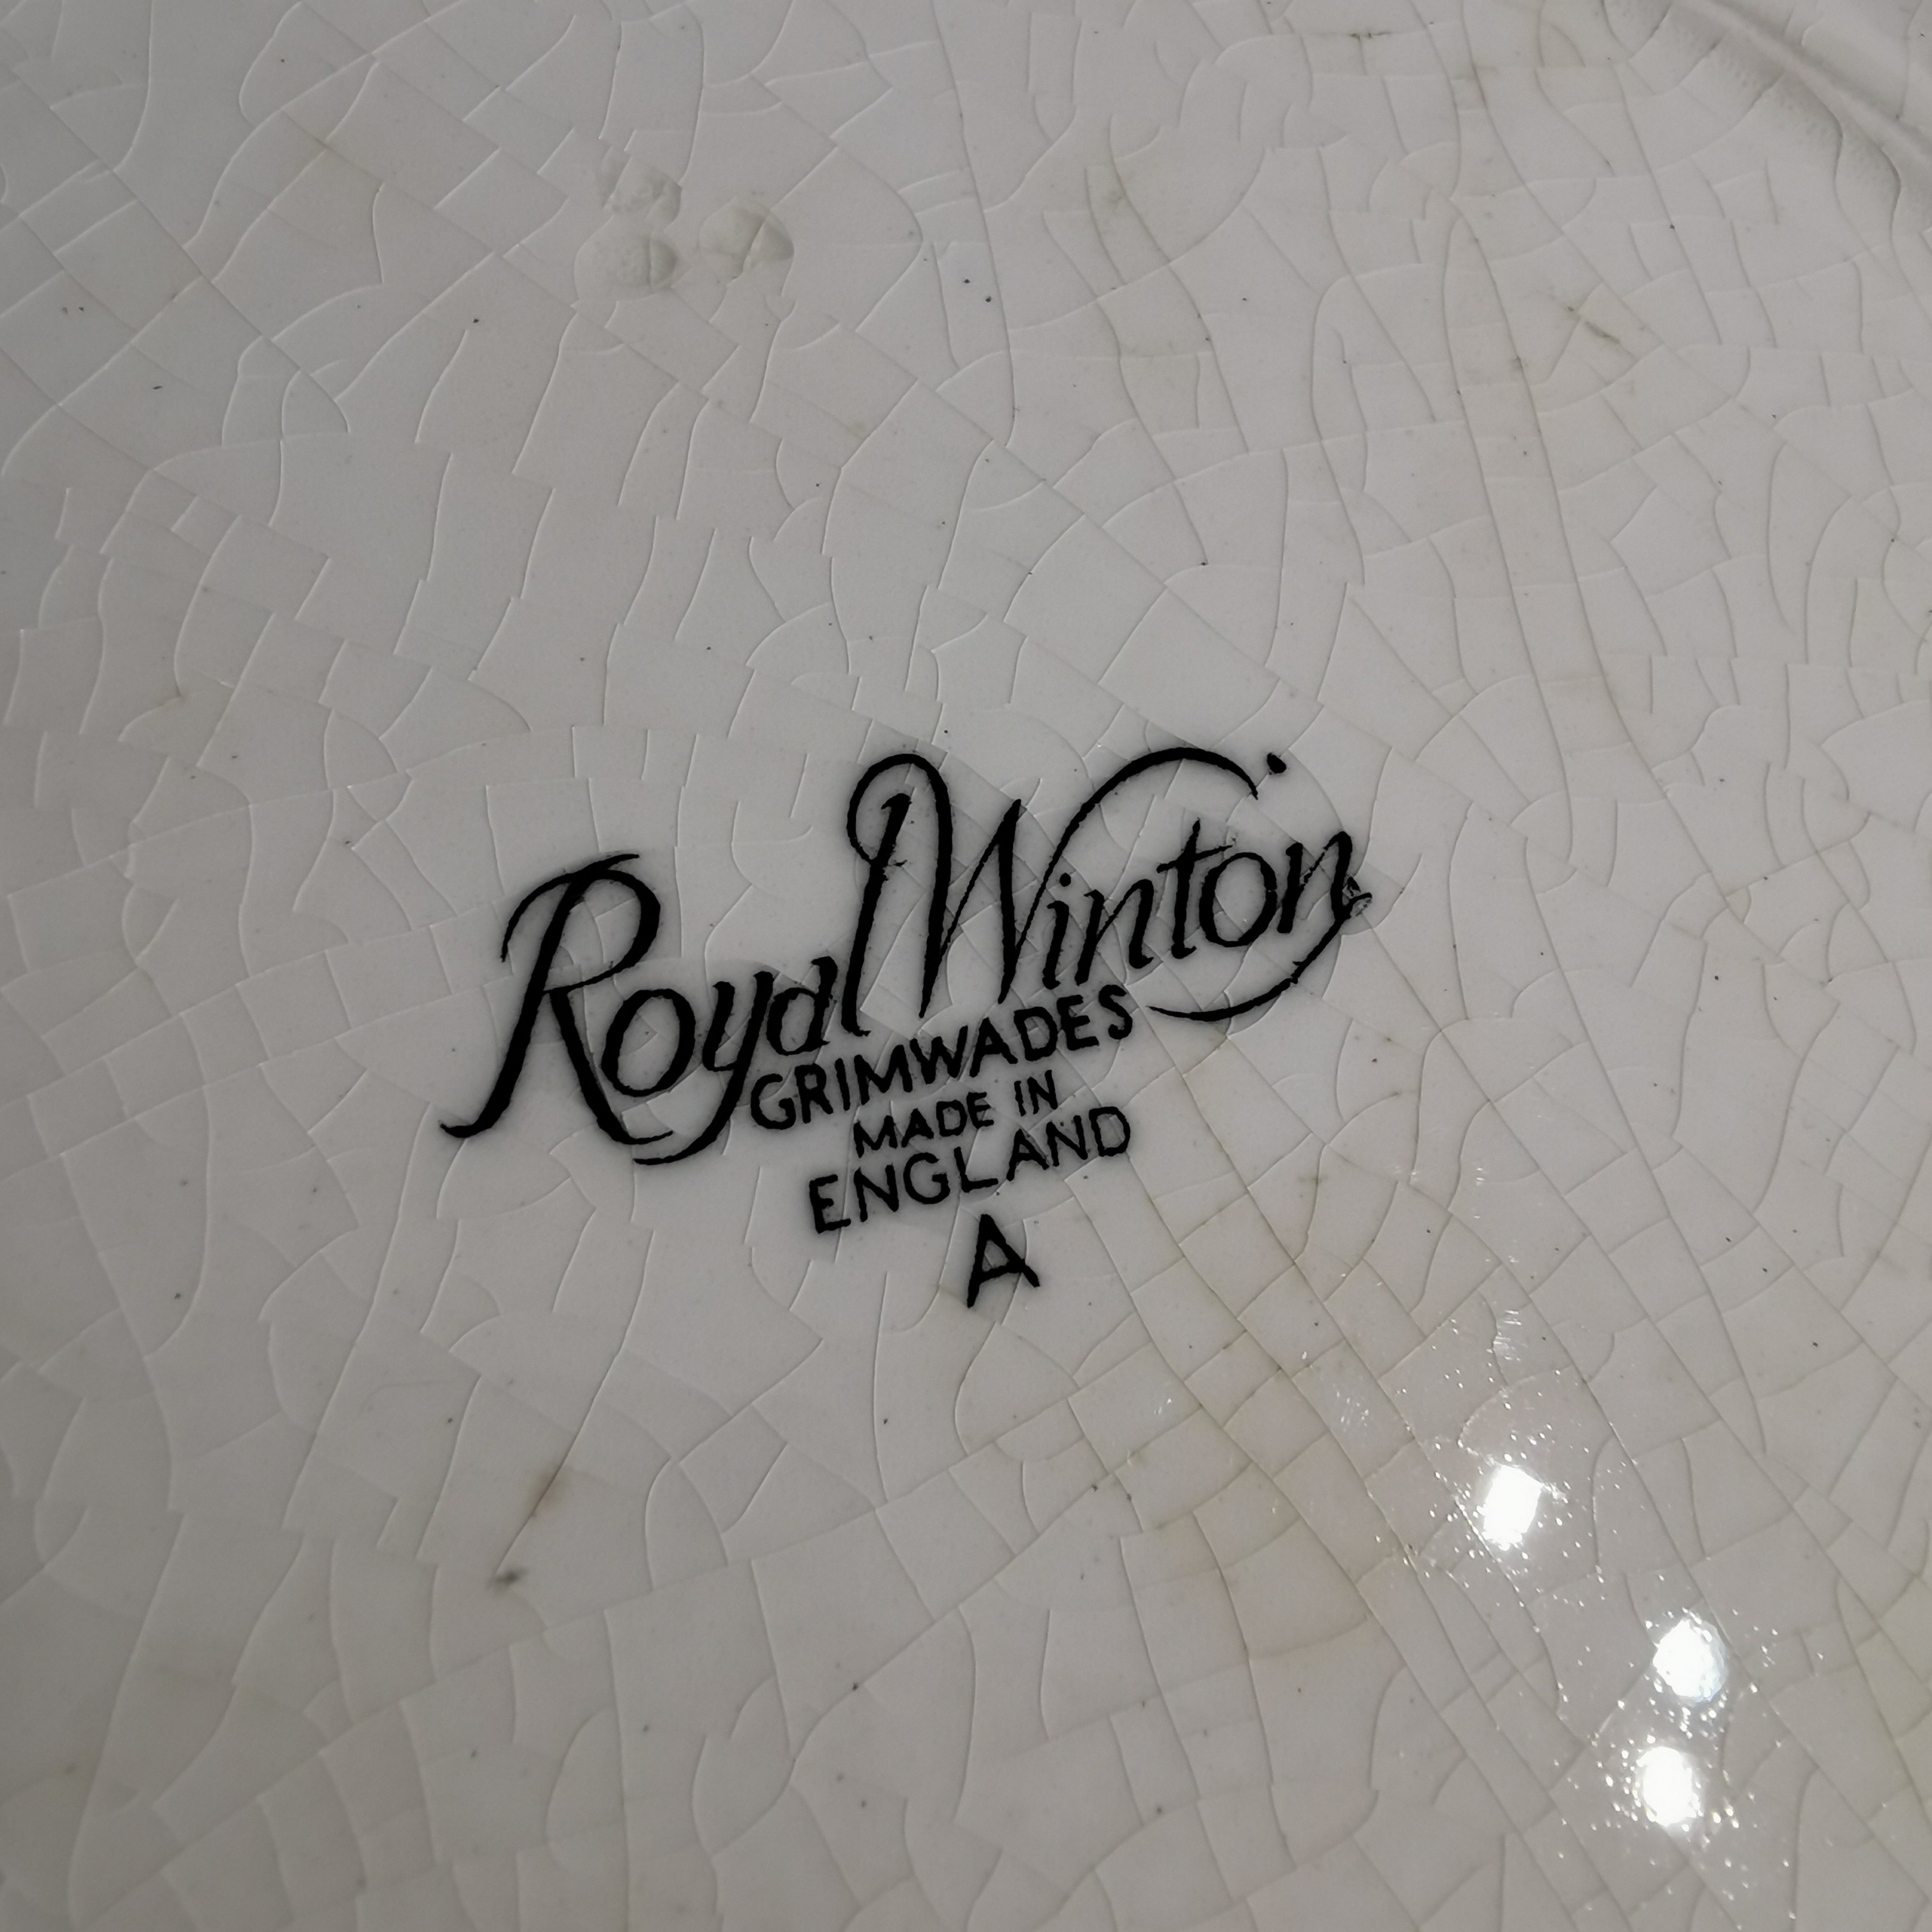 Royal Winton
GRIMWADES
MADE IN
ENGLAND
A